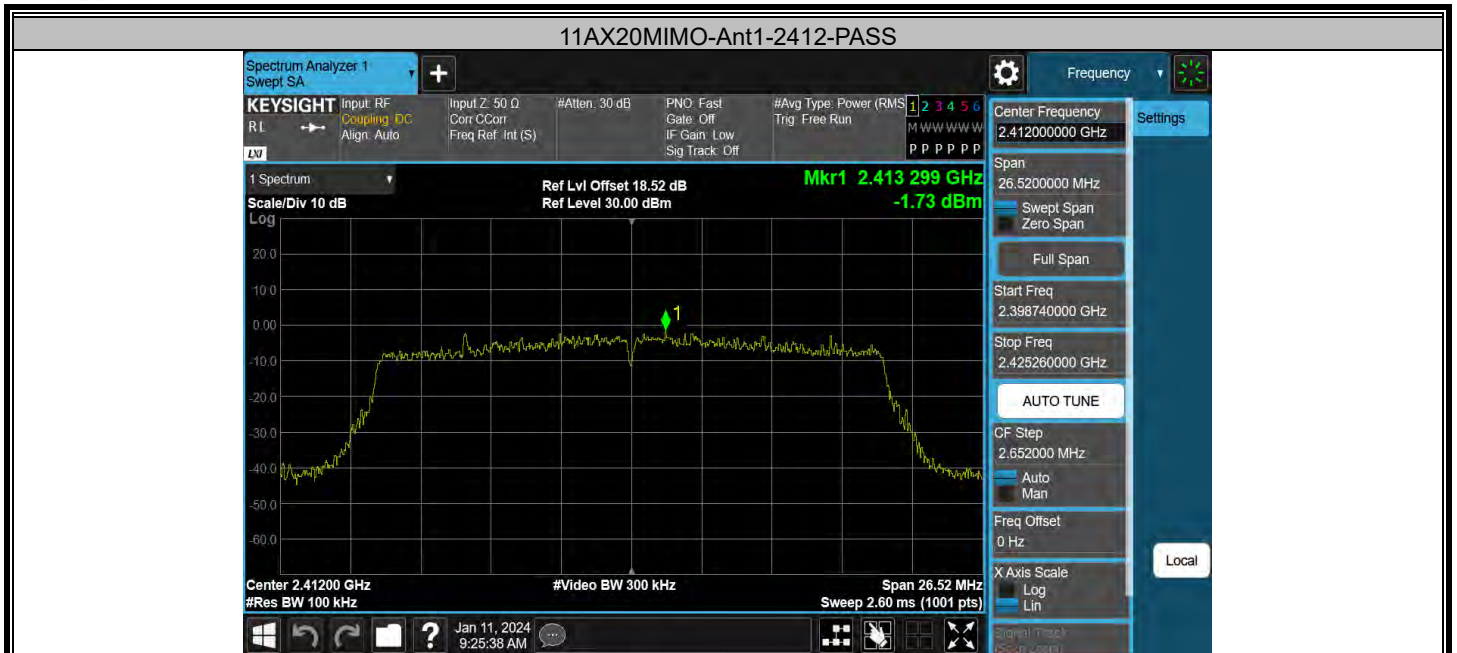 11AX20MIMO-Ant1-2412-PASS
Spectrum Analyzer 1
Swept SA
+
Frequency
KEYSIGHT
RL
LXI
Input: RF
Coupling: DC
Align: Auto
Input Z: 50 Ω
Corr CCorr
Freq Ref: Int (S)
#Atten: 30 dB
PNO: Fast
Gate: Off
IF Gain: Low
Sig Track: Off
#Avg Type: Power (RMS
Trig: Free Run
1 2 3 4 5 6
M W W W W W
P P P P P P
1 Spectrum
Scale/Div 10 dB
Log
Ref Lvl Offset 18.52 dB
Ref Level 30.00 dBm
Mkr1 2.413 299 GHz
-1.73 dBm
20.0
10.0
0.00
-10.0
-20.0
-30.0
-40.0
-50.0
-60.0
1
Center 2.41200 GHz
#Res BW 100 kHz
#Video BW 300 kHz
Span 26.52 MHz
Sweep 2.60 ms (1001 pts)
Center Frequency
2.412000000 GHz
Settings
Span
26.5200000 MHz
Swept Span
Zero Span
Full Span
Start Freq
2.398740000 GHz
Stop Freq
2.425260000 GHz
AUTO TUNE
CF Step
2.652000 MHz
Auto
Man
Freq Offset
0 Hz
X Axis Scale
Log
Lin
Signal Track
(Span Zoom)
Local
?
Jan 11, 2024
9:25:38 AM